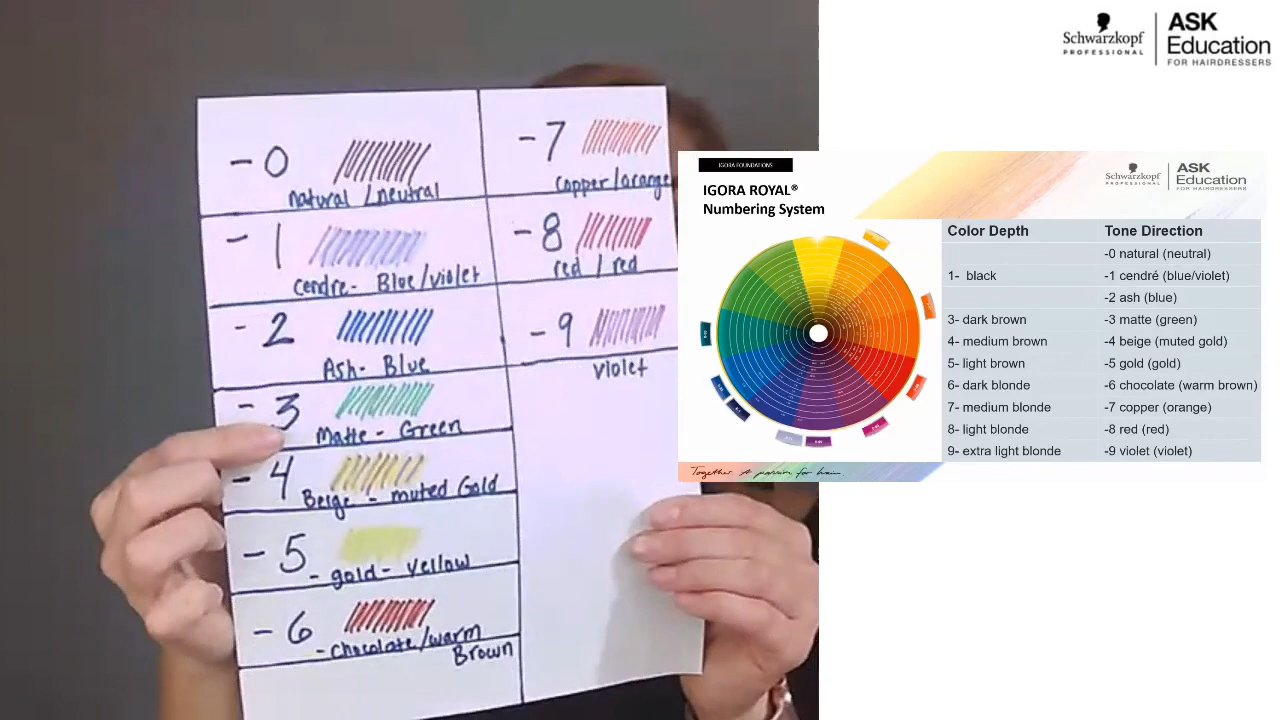 Schwarzkopf
PROFESSIONAL
ASK
Education
FOR HAIRDRESSERS
- 0
natural / neutral
- 1
cendre - Blue/violet
- 2
Ash - Blue
- 3
Matte - Green
- 4
Beige - muted Gold
- 5
- gold - yellow
- 6
- chocolate/warm
Brown
- 7
copper/orange
- 8
red / red
- 9
violet
IGORA FOUNDATIONS
Schwarzkopf
PROFESSIONAL
ASK
Education
FOR HAIRDRESSERS
IGORA ROYAL®
Numbering System
Color Depth Tone Direction
-0 natural (neutral)
1- black -1 cendré (blue/violet)
-2 ash (blue)
3- dark brown -3 matte (green)
4- medium brown -4 beige (muted gold)
5- light brown -5 gold (gold)
6- dark blonde -6 chocolate (warm brown)
7- medium blonde -7 copper (orange)
8- light blonde -8 red (red)
9- extra light blonde -9 violet (violet)
Together. A passion for hair.